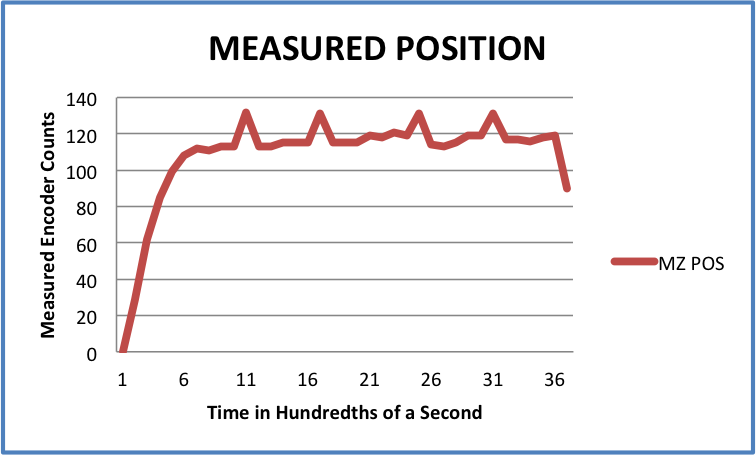 MEASURED POSITION
Measured Encoder Counts
140
120
100
80
60
40
20
0
1 6 11 16 21 26 31 36
Time in Hundredths of a Second
MZ POS